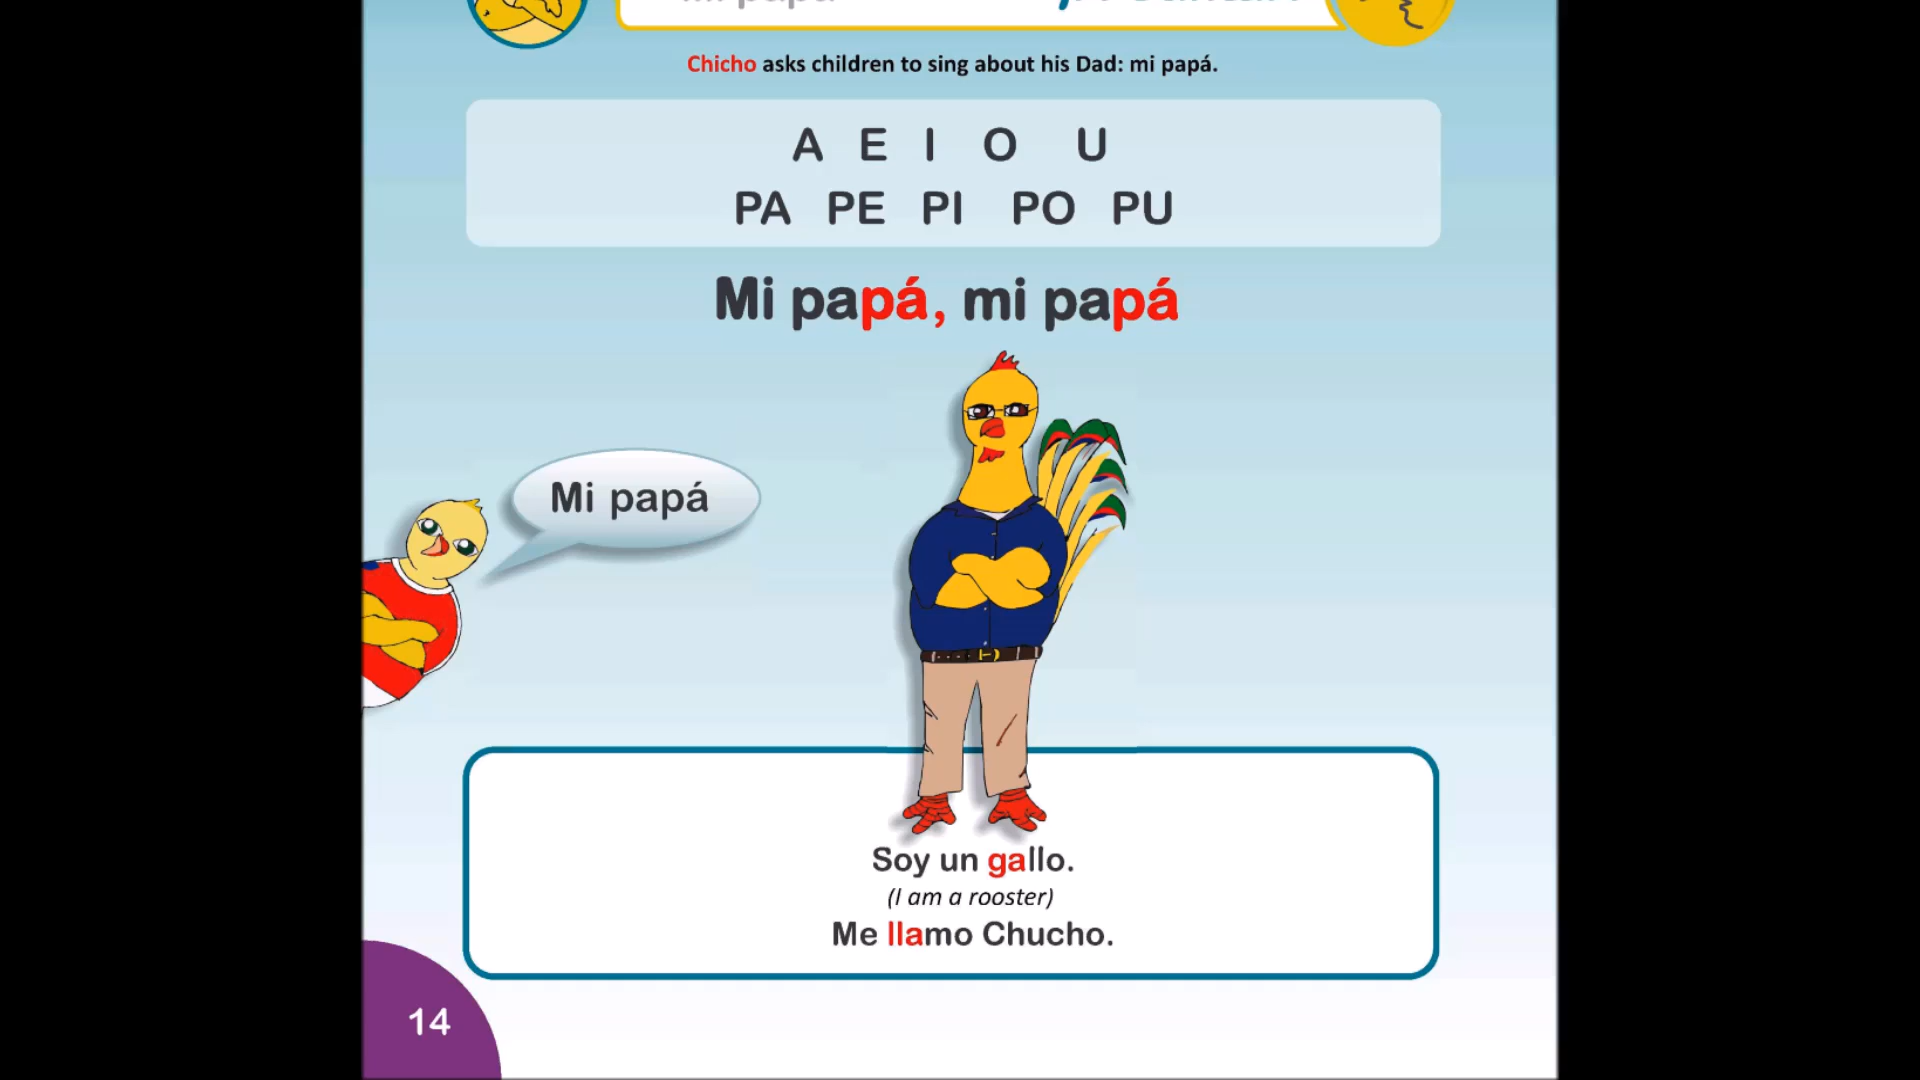 Chicho asks children to sing about his Dad: mi papá.
A E I O U
PA PE PI PO PU
Mi papá, mi papá
Mi papá
Soy un gallo.
(I am a rooster)
Me llamo Chucho.
14